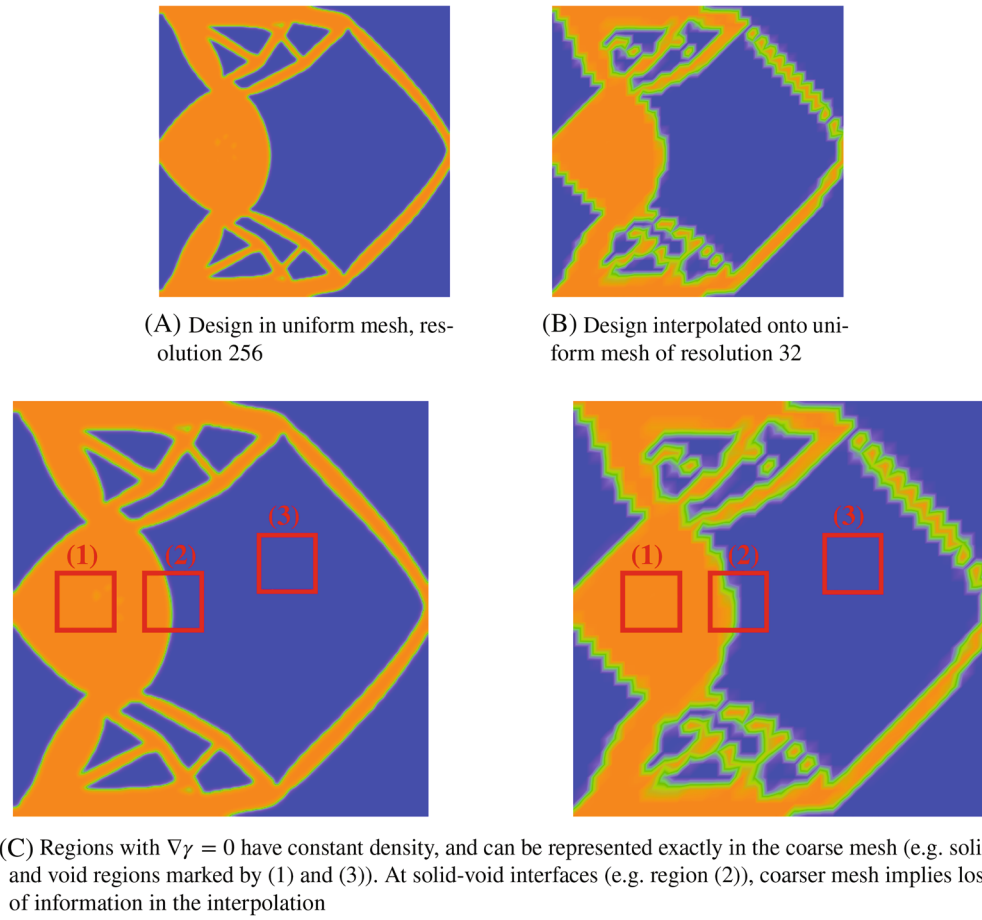 (A) Design in uniform mesh, res-
olution 256
(B) Design interpolated onto uni-
form mesh of resolution 32
(1)
(2)
(3)
(1)
(2)
(3)
(C) Regions with ∇γ = 0 have constant density, and can be represented exactly in the coarse mesh (e.g. soli
and void regions marked by (1) and (3)). At solid-void interfaces (e.g. region (2)), coarser mesh implies los
of information in the interpolation